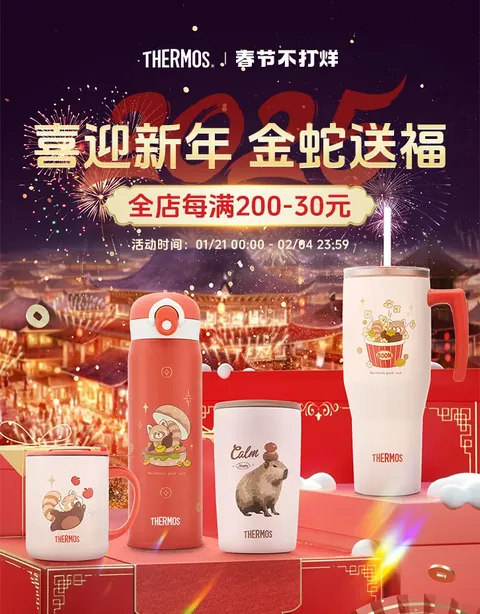 THERMOS. | 春节不打烊
2025
喜迎新年 金蛇送福
全店每满200-30元
活动时间：01/21 00:00 - 02/04 23:59
SOON
THERMOS
Calm
THERMOS
THERMOS
THERMOS